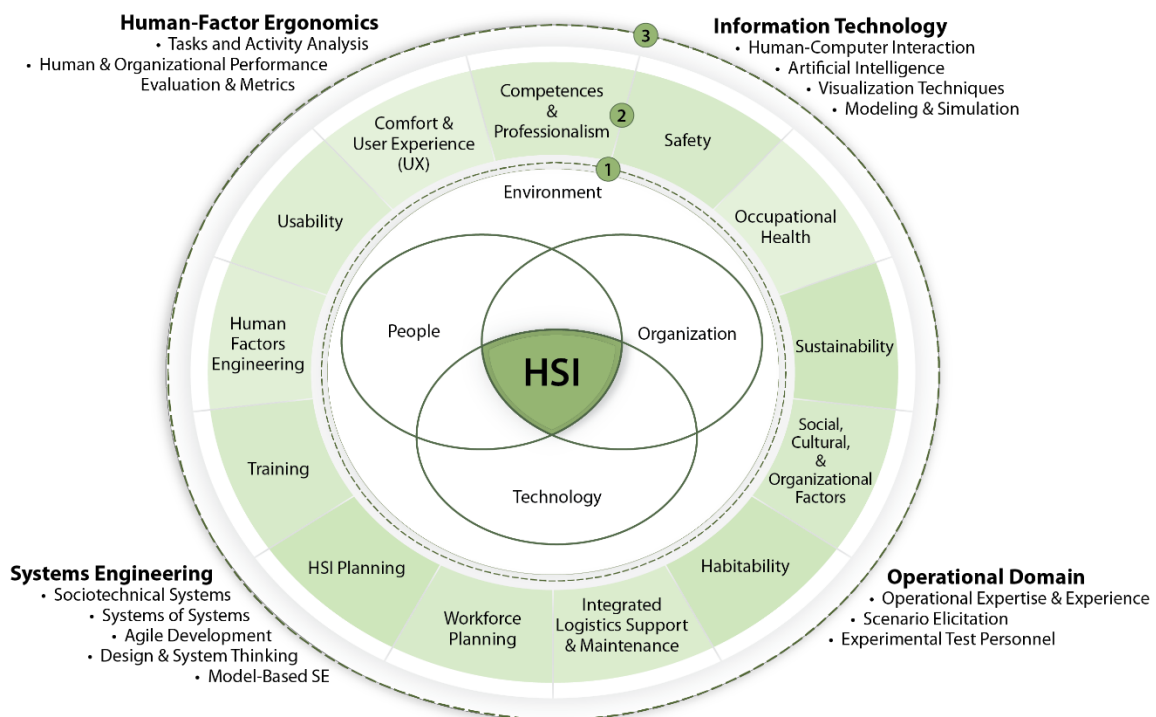 Human-Factor Ergonomics
• Tasks and Activity Analysis
• Human & Organizational Performance
Evaluation & Metrics
Information Technology
• Human-Computer Interaction
• Artificial Intelligence
• Visualization Techniques
• Modeling & Simulation
3
Competences
&
Professionalism
2
Safety
Comfort &
User Experience
(UX)
1
Environment
Usability
Occupational
Health
Human
Factors
Engineering
People
Organization
HSI
Sustainability
Social,
Cultural,
&
Organizational
Factors
Training
Technology
HSI Planning
Habitability
Workforce
Planning
Integrated
Logistics Support
& Maintenance
Systems Engineering
• Sociotechnical Systems
• Systems of Systems
• Agile Development
• Design & System Thinking
• Model-Based SE
Operational Domain
• Operational Expertise & Experience
• Scenario Elicitation
• Experimental Test Personnel